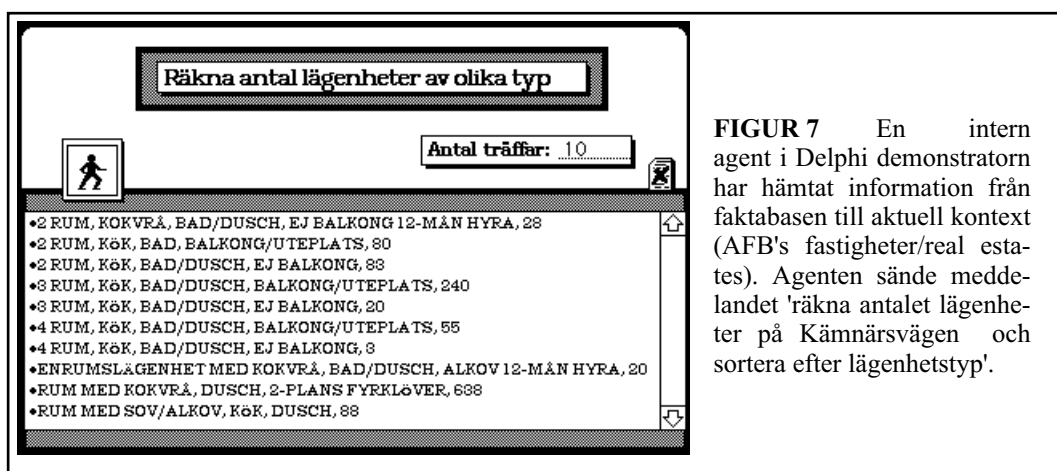 Räkna antal lägenheter av olika typ
Antal träffar: 10
•2 RUM, KOKVRÅ, BAD/DUSCH, EJ BALKONG 12-MÅN HYRA, 28
•2 RUM, KöK, BAD, BALKONG/UTEPLATS, 80
•2 RUM, KöK, BAD/DUSCH, EJ BALKONG, 83
•3 RUM, KöK, BAD/DUSCH, BALKONG/UTEPLATS, 240
•3 RUM, KöK, BAD/DUSCH, EJ BALKONG, 20
•4 RUM, KöK, BAD/DUSCH, BALKONG/UTEPLATS, 55
•4 RUM, KöK, BAD/DUSCH, EJ BALKONG, 3
•ENRUMSLÄGENHET MED KOKVRÅ, BAD/DUSCH, ALKOV 12-MÅN HYRA, 20
•RUM MED KOKVRÅ, DUSCH, 2-PLANS FYRKLöVER, 638
•RUM MED SOV/ALKOV, KöK, DUSCH, 88
FIGUR 7 En intern
agent i Delphi demonstratorn
har hämtat information från
faktabasen till aktuell kontext
(AFB's fastigheter/real esta-
tes). Agenten sände medde-
landet 'räkna antalet lägenhe-
ter på Kämnärsvägen och
sortera efter lägenhetstyp'.